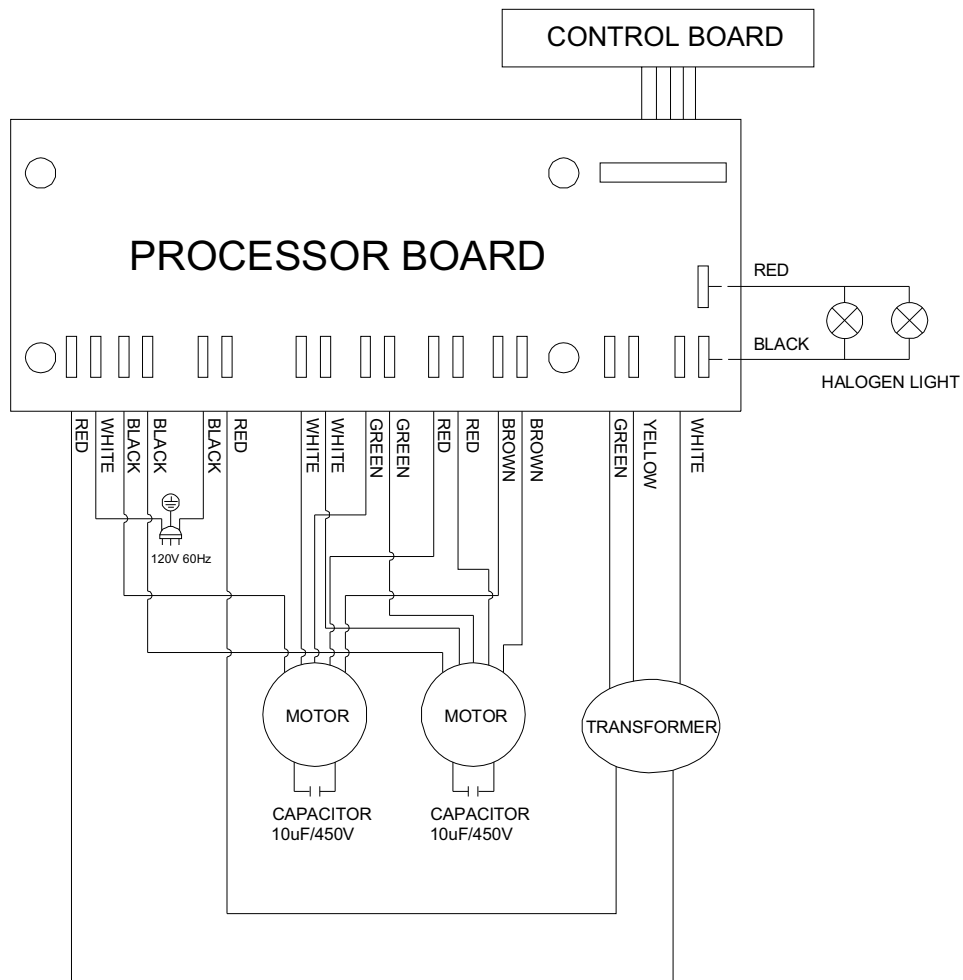 CONTROL BOARD
PROCESSOR BOARD
RED
BLACK
HALOGEN LIGHT
RED
WHITE
BLACK
BLACK
BLACK
RED
WHITE
WHITE
GREEN
GREEN
RED
RED
BROWN
BROWN
GREEN
YELLOW
WHITE
120V 60Hz
MOTOR
MOTOR
TRANSFORMER
CAPACITOR
10uF/450V
CAPACITOR
10uF/450V